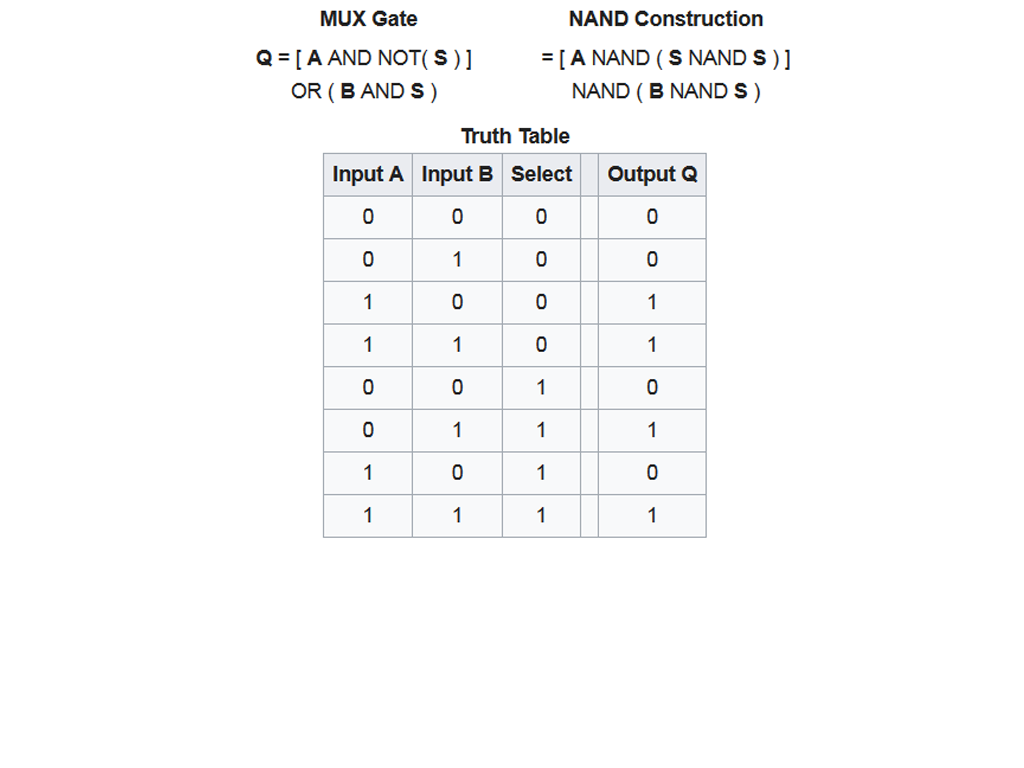 MUX Gate NAND Construction
Q = [ A AND NOT( S ) ] = [ A NAND ( S NAND S ) ]
OR ( B AND S ) NAND ( B NAND S )
Truth Table
Input A Input B Select Output Q
0 0 0 0
0 1 0 0
1 0 0 1
1 1 0 1
0 0 1 0
0 1 1 1
1 0 1 0
1 1 1 1